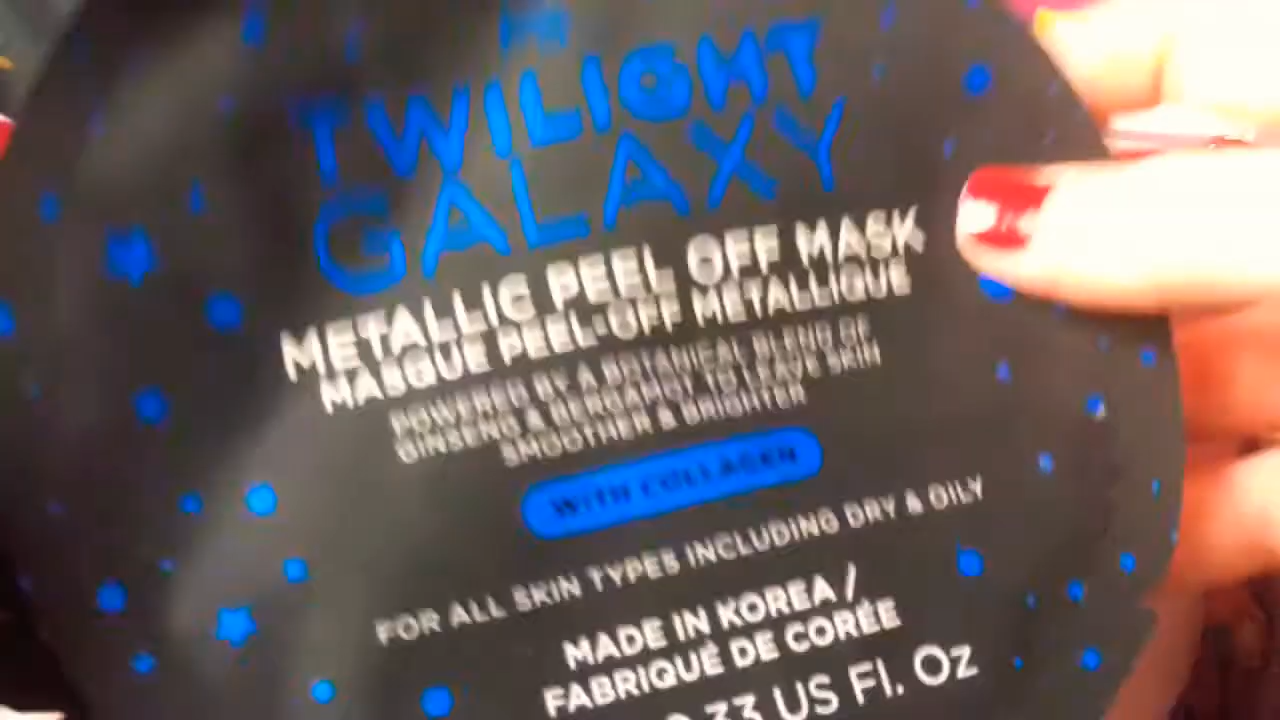 TWILIGHT
GALAXY
METALLIC PEEL OFF MASK
MASQUE PEEL-OFF METALLIQUE
POWERED BY A BOTANICAL BLEND OF
GINSENG & BERGAMOT TO LEAVE SKIN
SMOOTHER & BRIGHTER
WITH COLLAGEN
FOR ALL SKIN TYPES INCLUDING DRY & OILY
MADE IN KOREA /
FABRIQUÉ DE CORÉE
0.33 US Fl. Oz